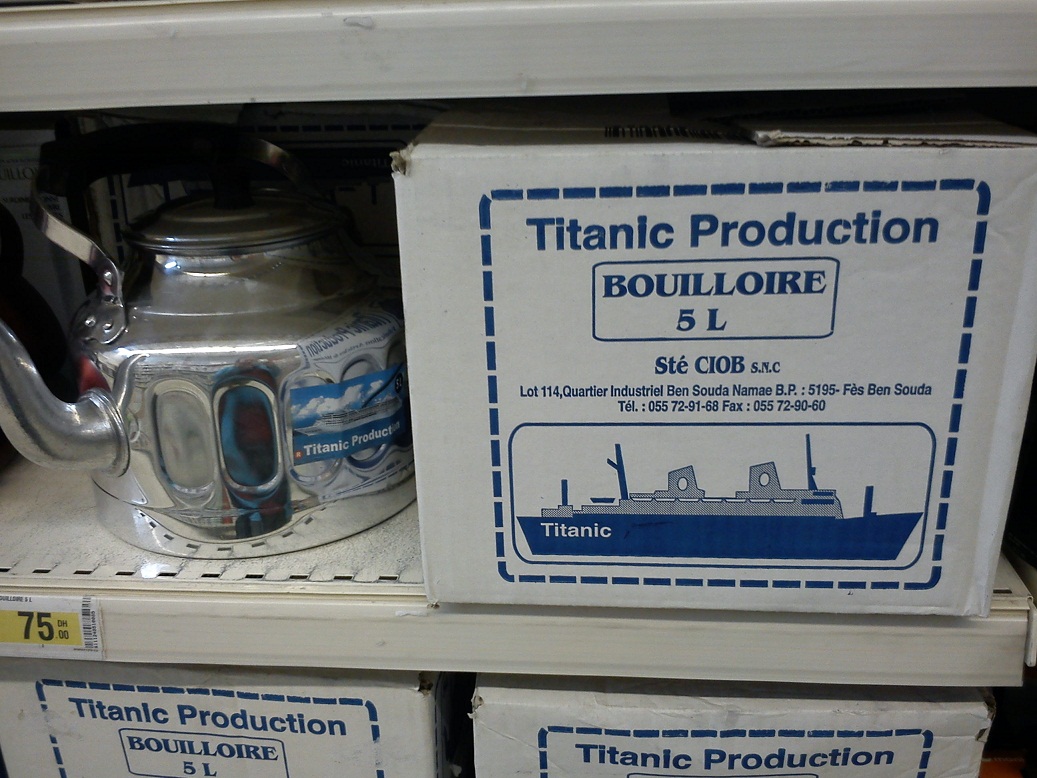 Titanic Production
BOUILLOIRE
5 L
Sté CIOB S.N.C
Lot 114,Quartier Industriel Ben Souda Namae B.P. : 5195- Fès Ben Souda
Tél. : 055 72-91-68 Fax : 055 72-90-60
Titanic
5L
Titanic Production
75 DH .00
Titanic Production
BOUILLOIRE
5 L
Titanic Production